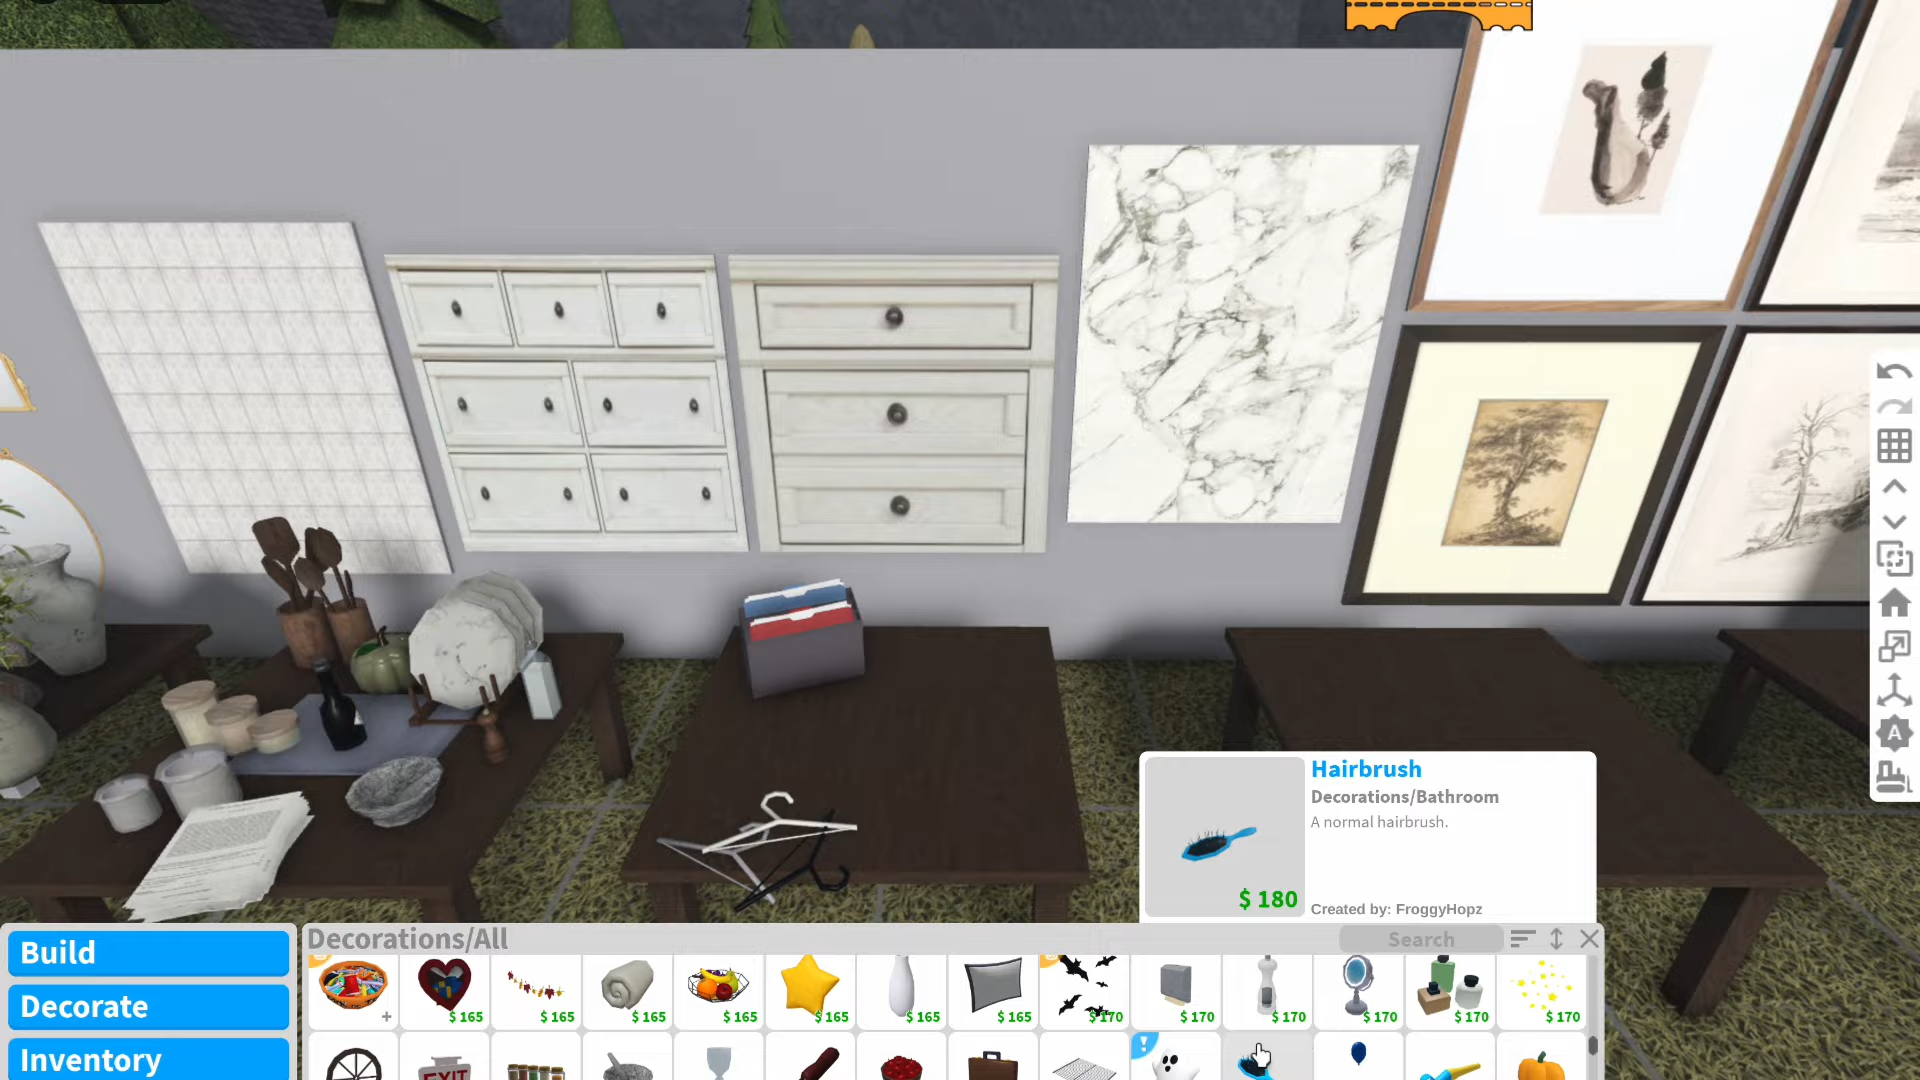 Hairbrush
Decorations/Bathroom
A normal hairbrush.
$ 180
Created by: FroggyHopz
Build
Decorate
Inventory
Decorations/All
Search
+
$ 165
$ 165
$ 165
$ 165
$ 165
$ 165
$ 165
$ 170
$ 170
$ 170
$ 170
$ 170
$ 170
EXIT
!
A